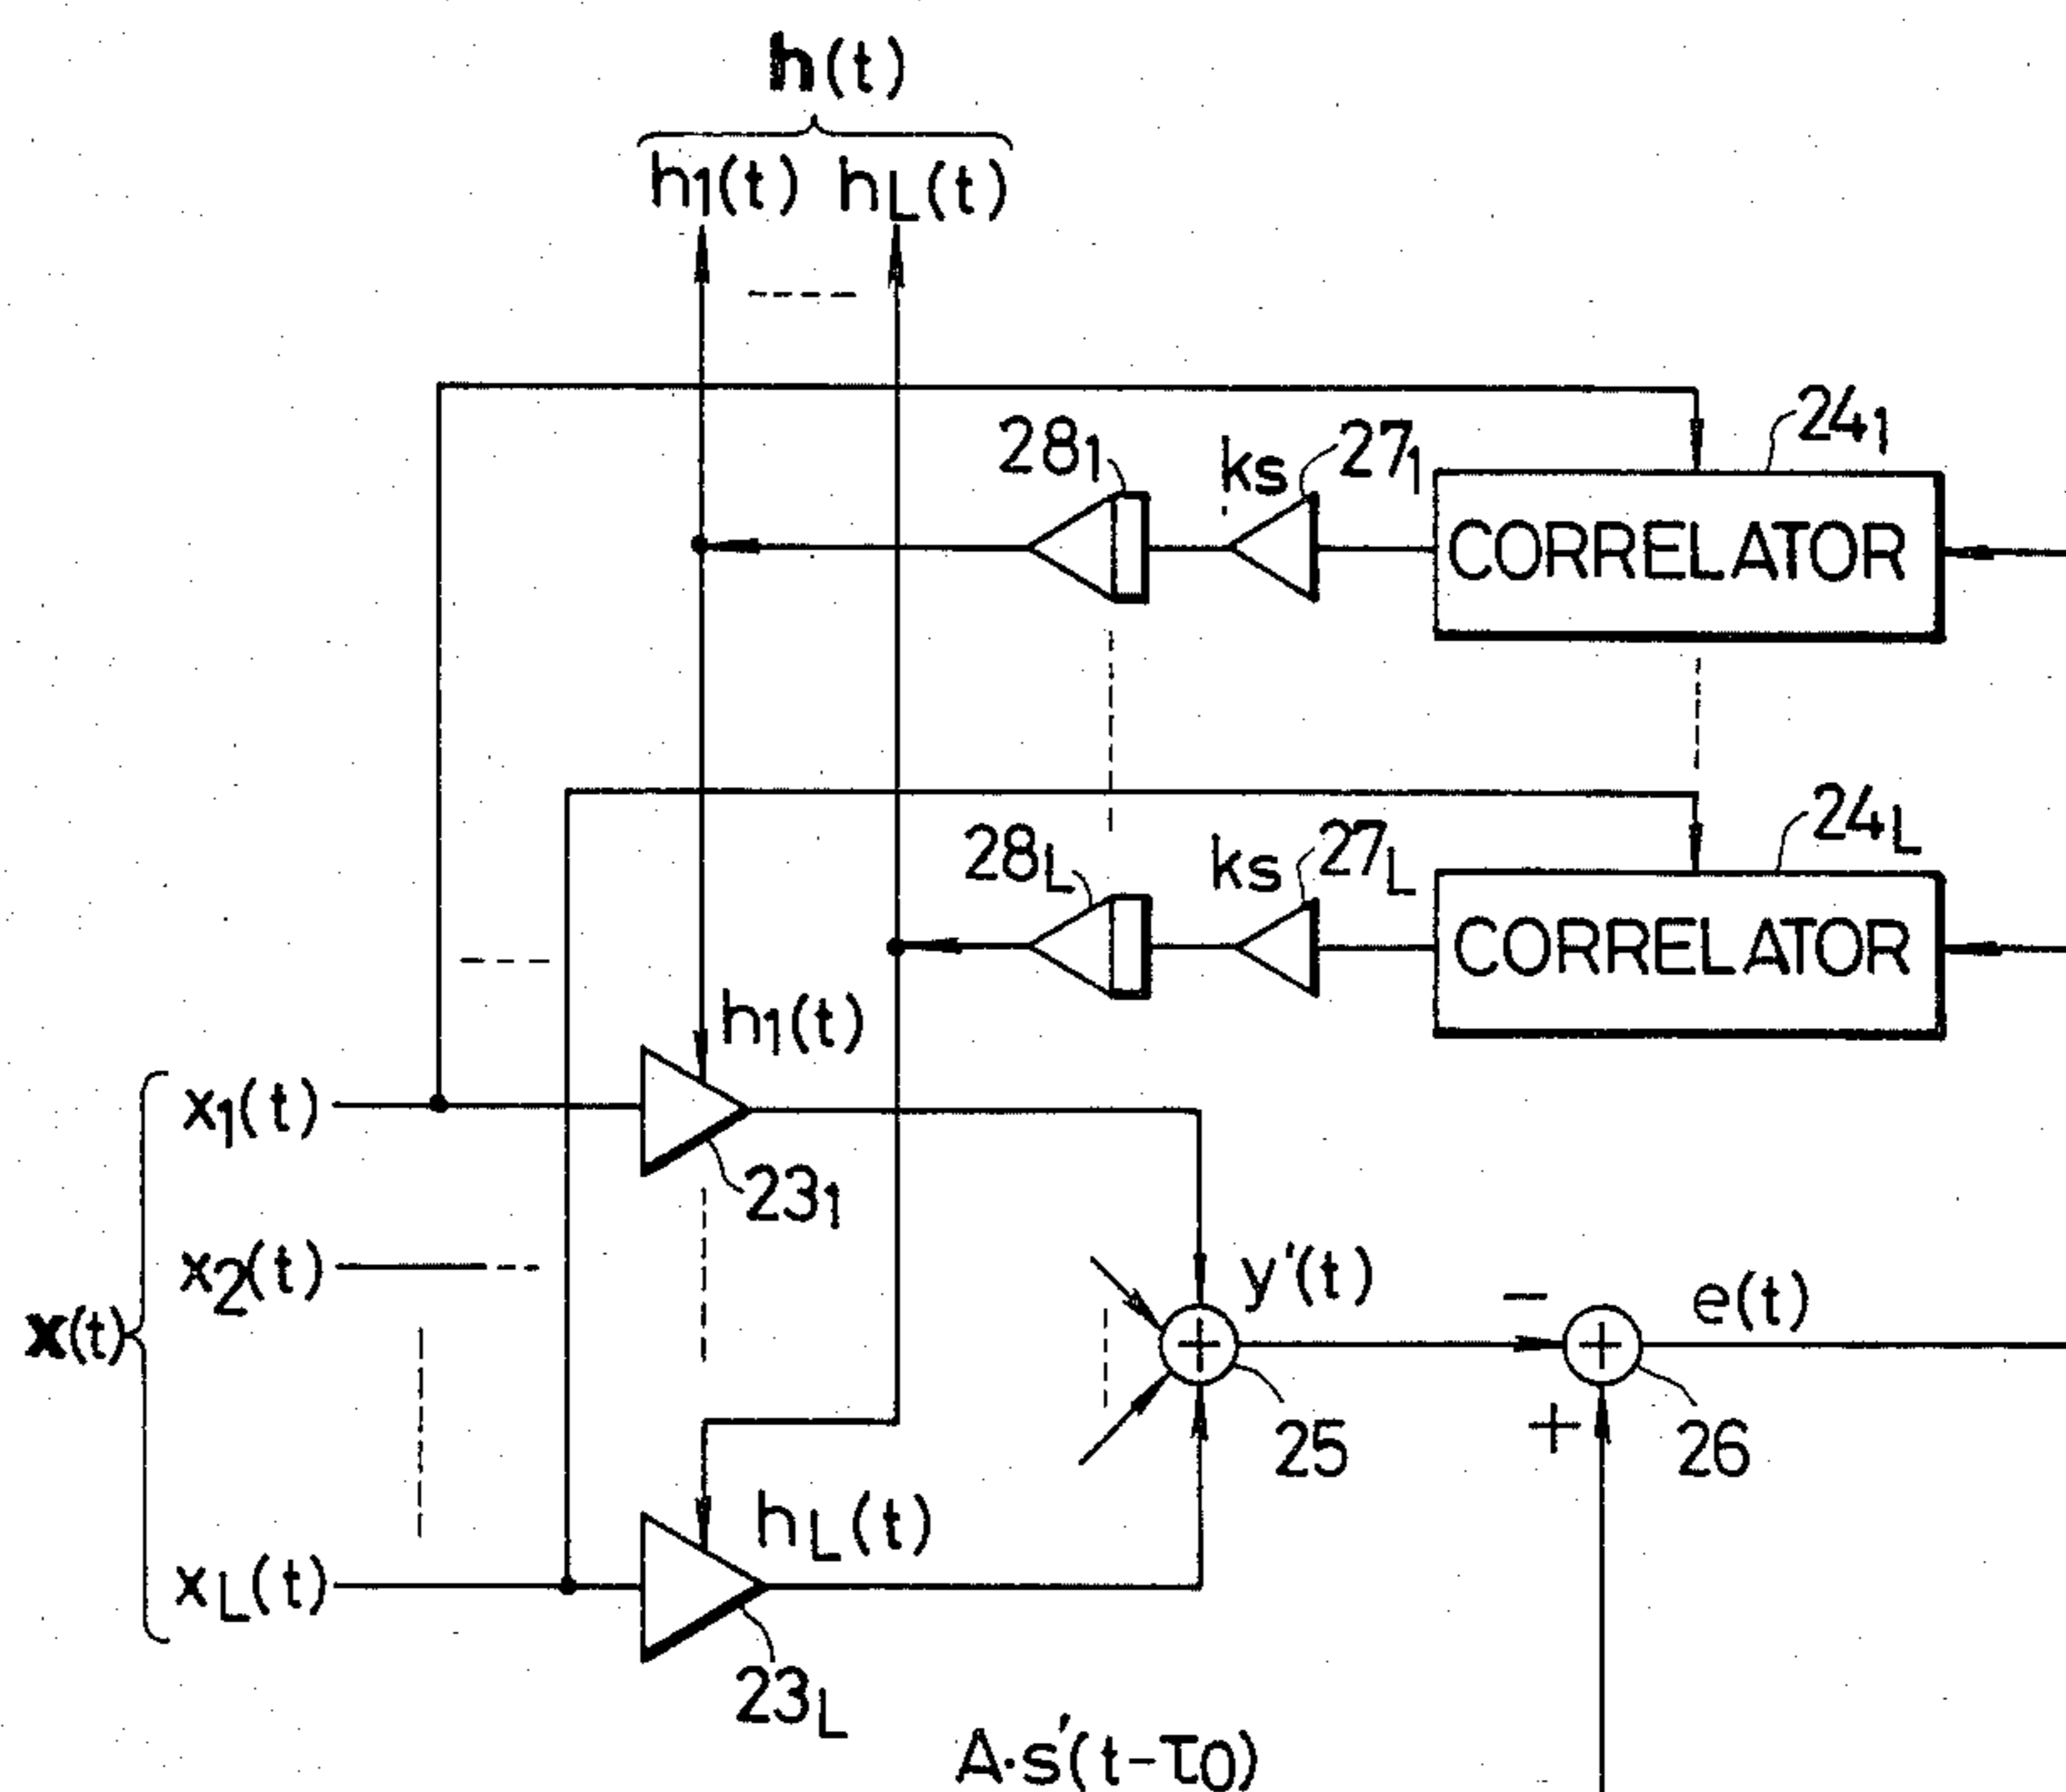 h(t)
h1(t) hL(t)
281 ks 271 241
CORRELATOR
28L ks 27L 24L
CORRELATOR
h1(t)
x1(t)
231
x2(t)
y'(t) − e(t)
x(t)
+ 25 26
hL(t)
xL(t)
23L
A·s'(t−τ0)